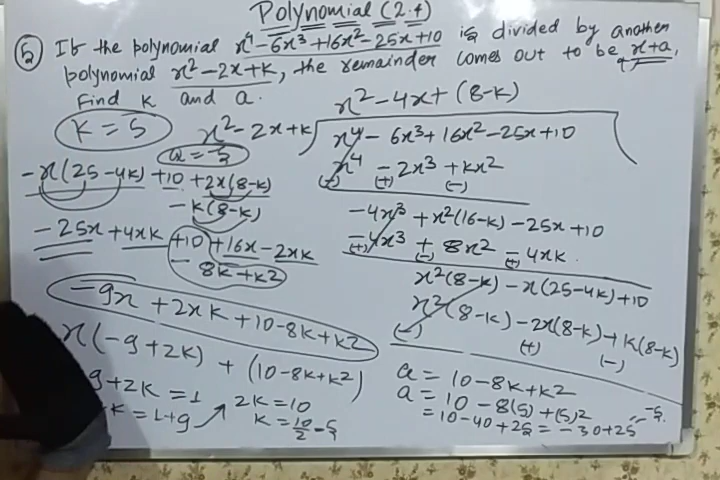 Polynomial (2.4)
5) If the polynomial x⁴-6x³+16x²-25x+10 is divided by another
polynomial x²-2x+k, the remainder comes out to be x+a,
Find k and a.
k = 5
a = -5
x²-4x+(8-k)
x²-2x+k) x⁴-6x³+16x²-25x+10
x⁴-2x³+kx²
(-) (+) (-)
-4x³+x²(16-k)-25x+10
-4x³+8x²-4xk.
(+) (-) (+)
x²(8-k)-x(25-4k)+10
x²(8-k)-2x(8-k)+k(8-k)
(-) (+) (-)
-x(25-4k)+10+2x(8-k)
-k(8-k)
-25x+4xk+10+16x-2xk
-8k+k²
-9x+2xk+10-8k+k²
x(-9+2k)+(10-8k+k²)
9+2k=1
k=1+9
2k=10
k=10/2=5
a=10-8k+k²
a=10-8(5)+(5)2
=10-40+25=-30+25=-5.